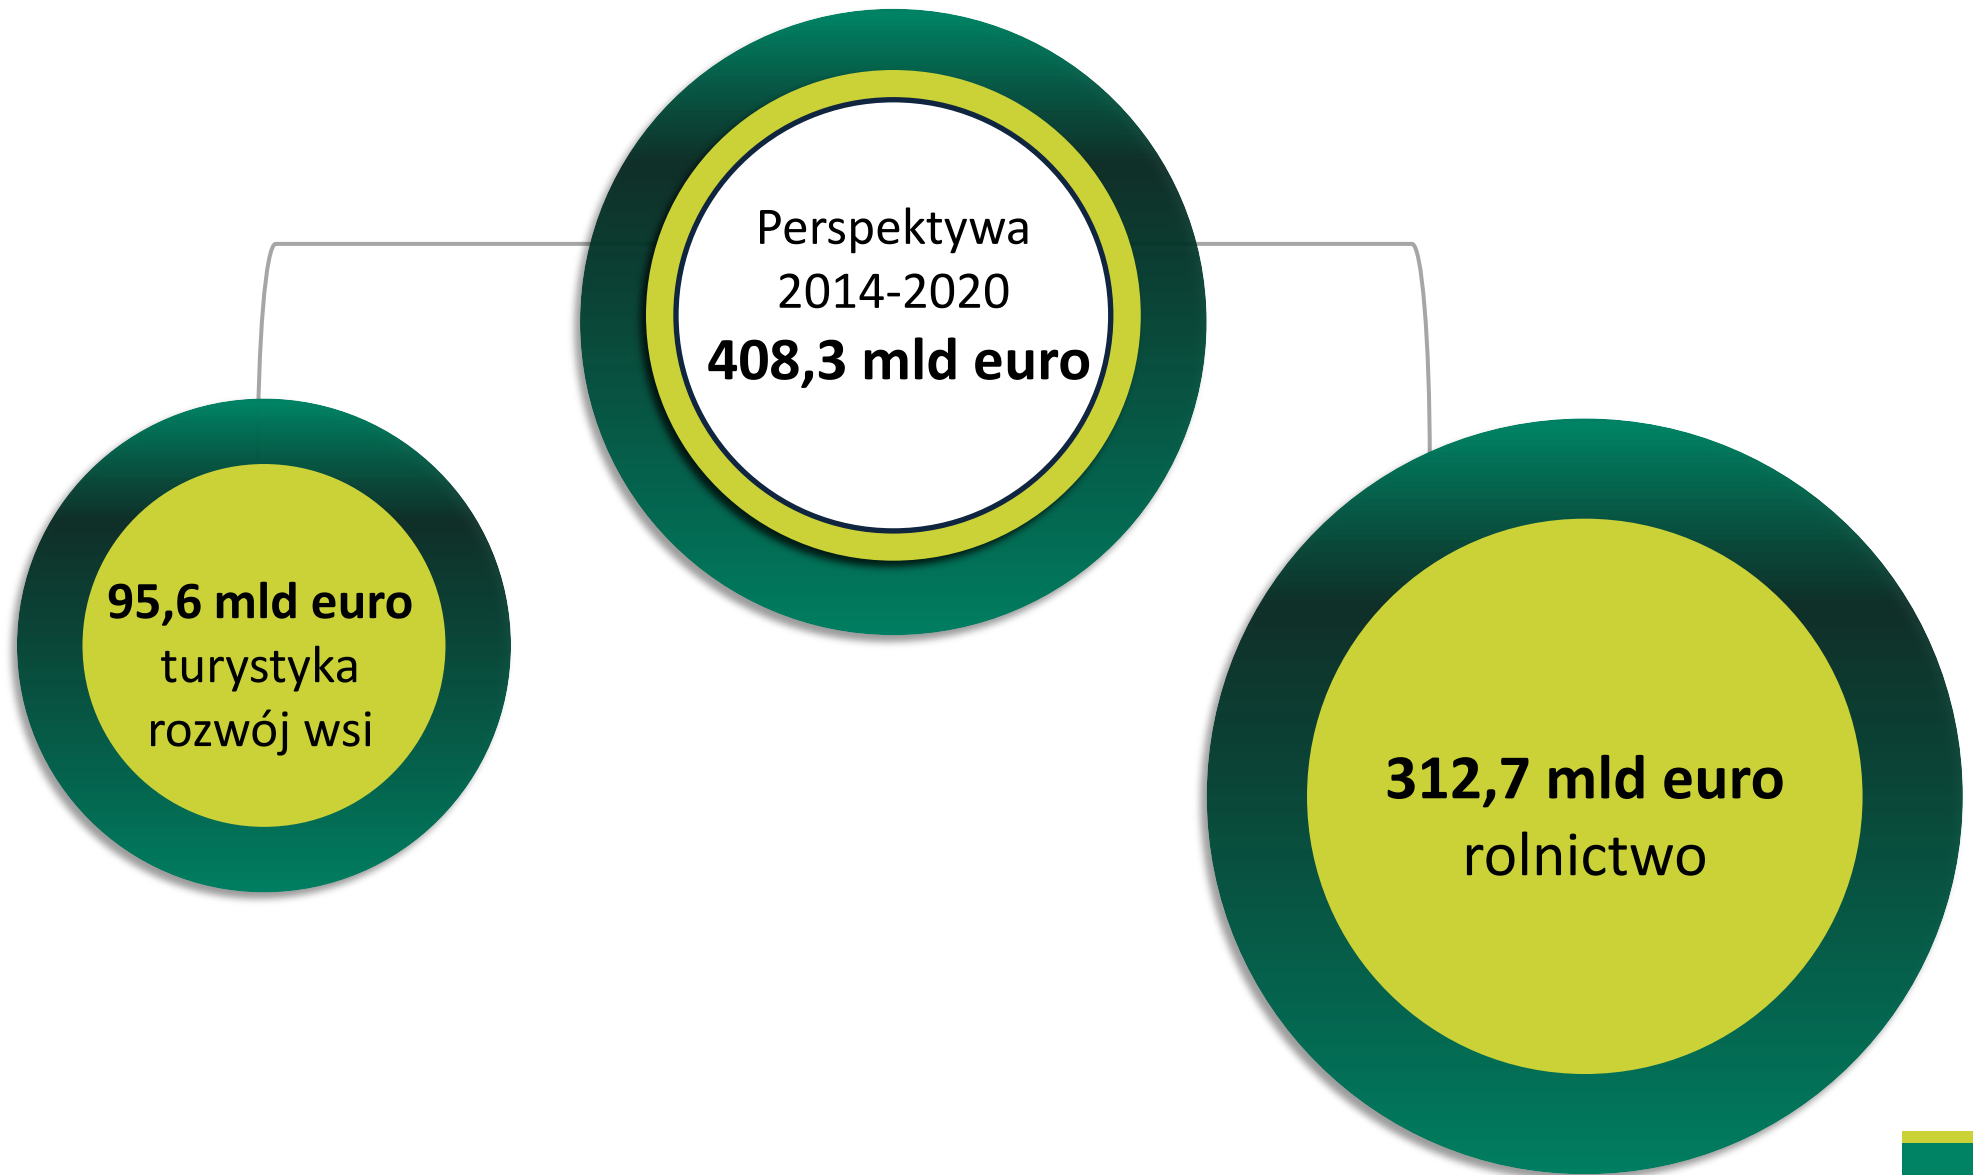 Perspektywa
2014-2020
408,3 mld euro
95,6 mld euro
turystyka
rozwój wsi
312,7 mld euro
rolnictwo